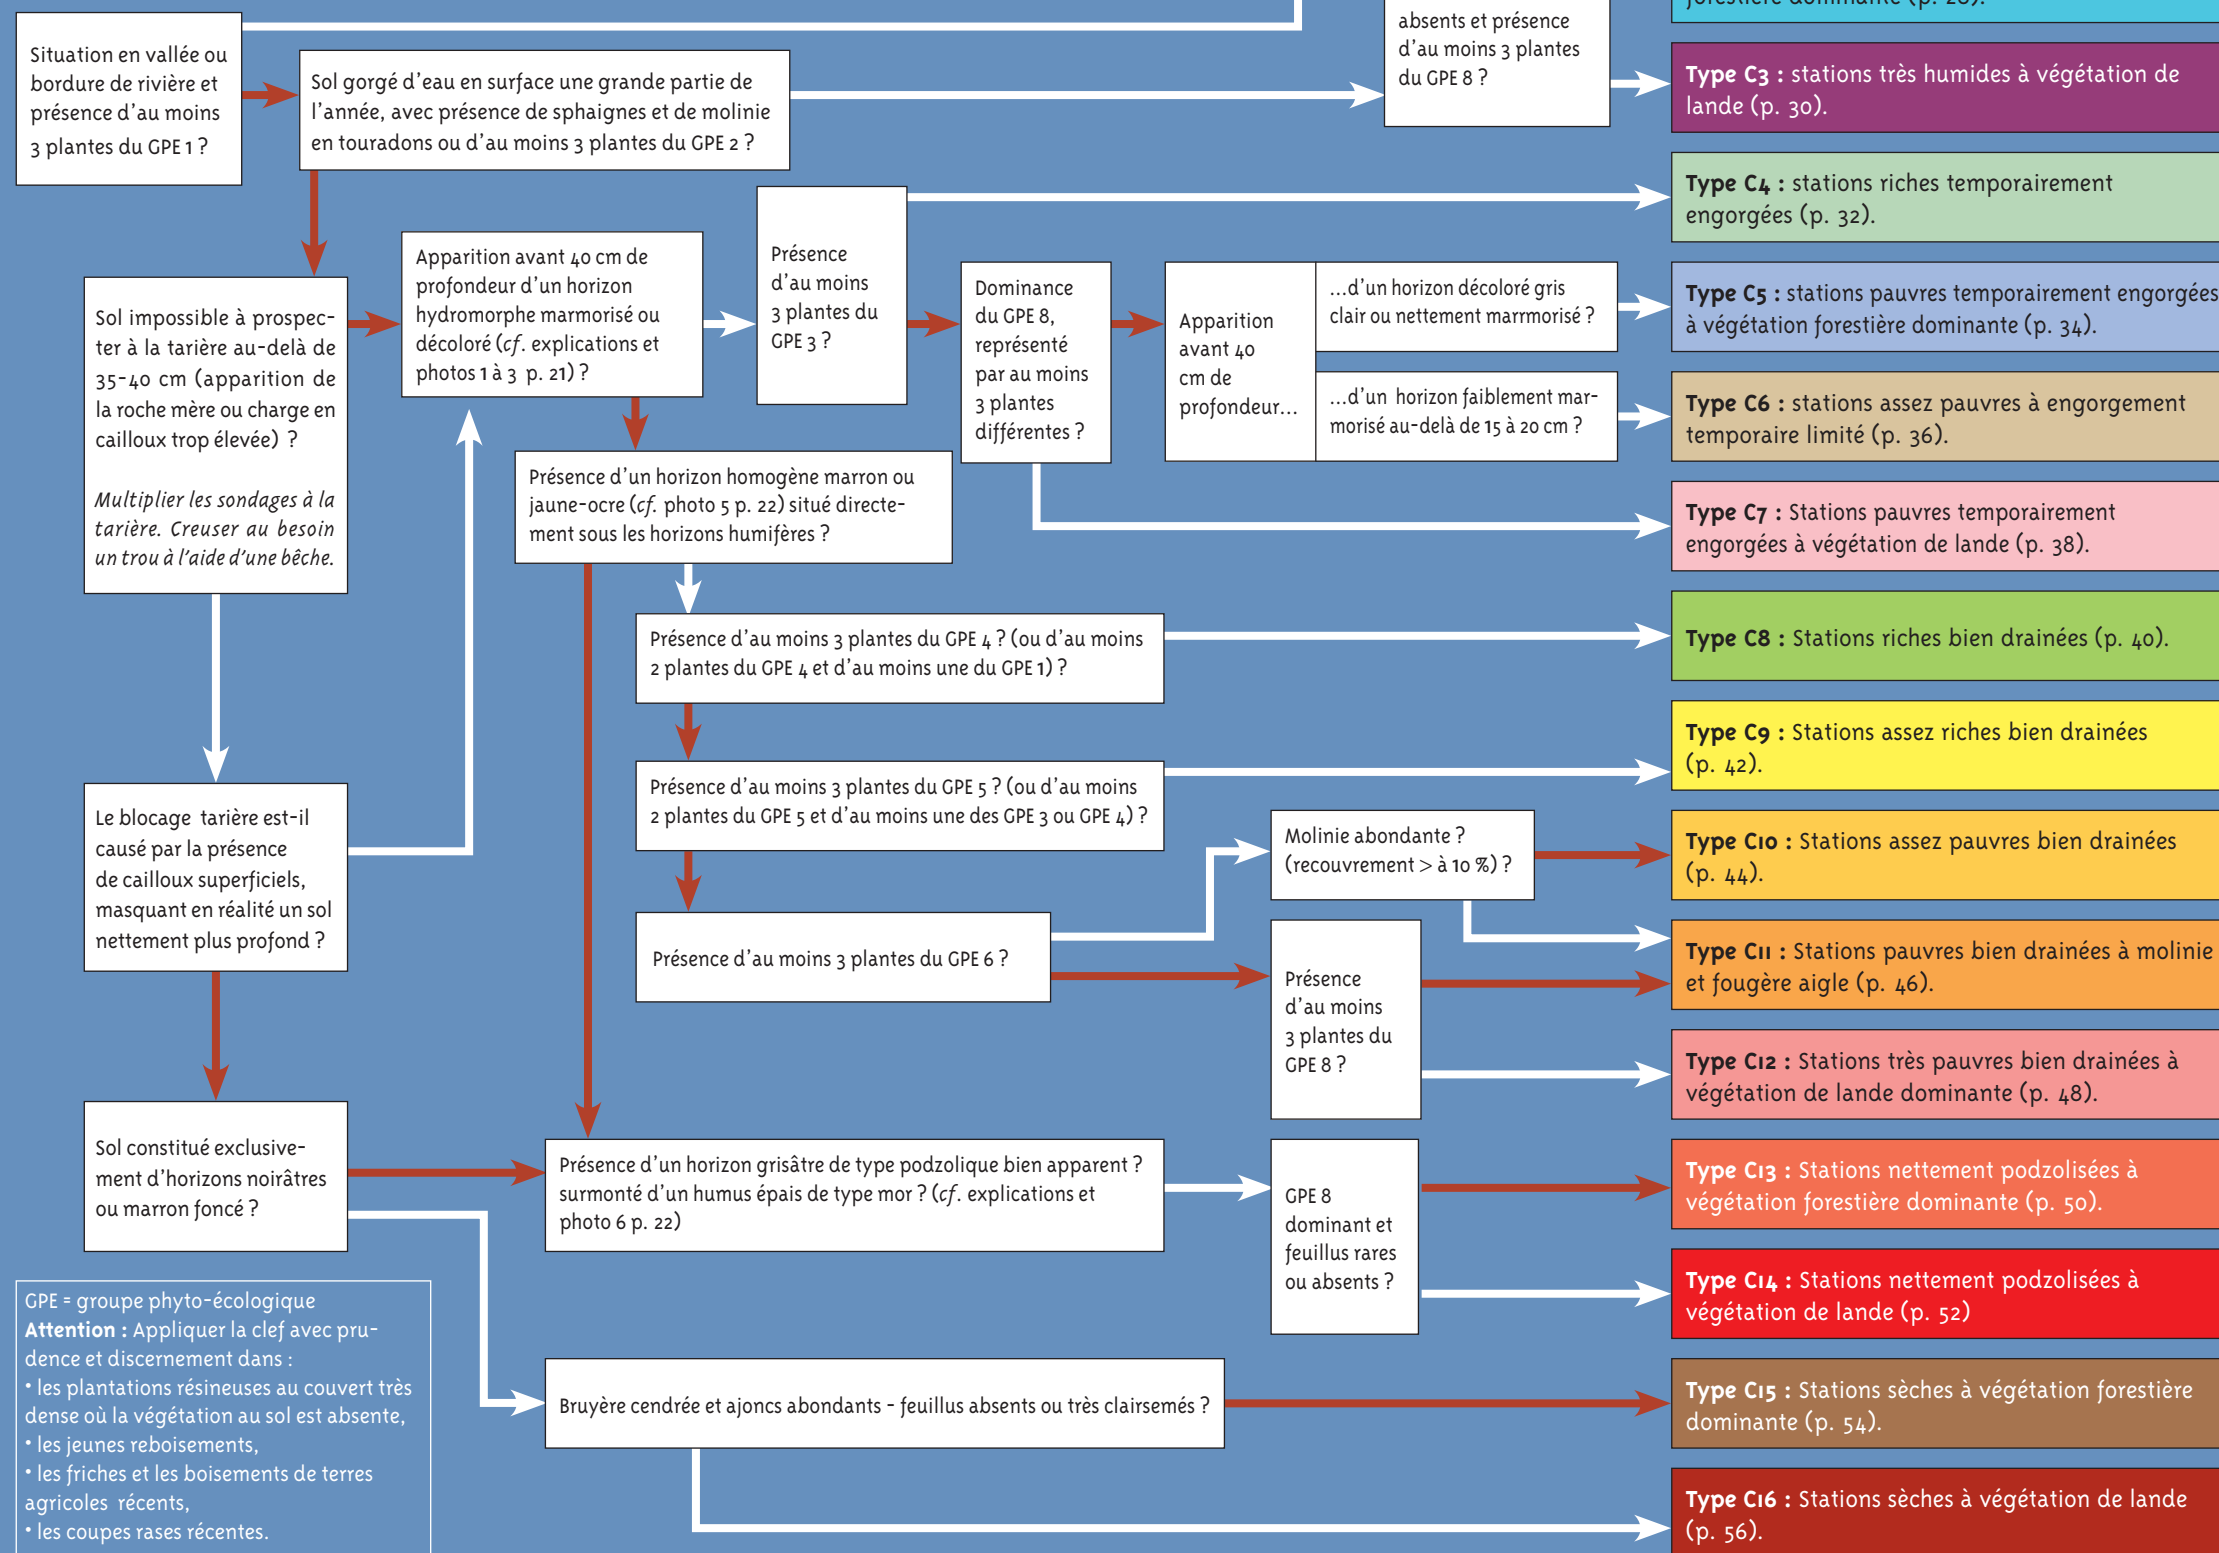 forestière dominante (p. 28).
absents et présence
d'au moins 3 plantes
du GPE 8 ?
Situation en vallée ou
bordure de rivière et
présence d'au moins
3 plantes du GPE 1 ?
Sol gorgé d'eau en surface une grande partie de
l'année, avec présence de sphaignes et de molinie
en touradons ou d'au moins 3 plantes du GPE 2 ?
Type C3 : stations très humides à végétation de
lande (p. 30).
Type C4 : stations riches temporairement
engorgées (p. 32).
Sol impossible à prospec-
ter à la tarière au-delà de
35-40 cm (apparition de
la roche mère ou charge en
cailloux trop élevée) ?
Multiplier les sondages à la
tarière. Creuser au besoin
un trou à l'aide d'une bêche.
Apparition avant 40 cm de
profondeur d'un horizon
hydromorphe marmorisé ou
décoloré (cf. explications et
photos 1 à 3 p. 21) ?
Présence
d'au moins
3 plantes du
GPE 3 ?
Dominance
du GPE 8,
représenté
par au moins
3 plantes
différentes ?
Apparition
avant 40
cm de
profondeur...
...d'un horizon décoloré gris
clair ou nettement marrmorisé ?
...d'un horizon faiblement mar-
morisé au-delà de 15 à 20 cm ?
Type C5 : stations pauvres temporairement engorgées
à végétation forestière dominante (p. 34).
Type C6 : stations assez pauvres à engorgement
temporaire limité (p. 36).
Présence d'un horizon homogène marron ou
jaune-ocre (cf. photo 5 p. 22) situé directe-
ment sous les horizons humifères ?
Type C7 : Stations pauvres temporairement
engorgées à végétation de lande (p. 38).
Présence d'au moins 3 plantes du GPE 4 ? (ou d'au moins
2 plantes du GPE 4 et d'au moins une du GPE 1) ?
Type C8 : Stations riches bien drainées (p. 40).
Présence d'au moins 3 plantes du GPE 5 ? (ou d'au moins
2 plantes du GPE 5 et d'au moins une des GPE 3 ou GPE 4) ?
Type C9 : Stations assez riches bien drainées
(p. 42).
Le blocage tarière est-il
causé par la présence
de cailloux superficiels,
masquant en réalité un sol
nettement plus profond ?
Molinie abondante ?
(recouvrement > à 10 %) ?
Type C10 : Stations assez pauvres bien drainées
(p. 44).
Présence d'au moins 3 plantes du GPE 6 ?
Présence
d'au moins
3 plantes du
GPE 8 ?
Type C11 : Stations pauvres bien drainées à molinie
et fougère aigle (p. 46).
Type C12 : Stations très pauvres bien drainées à
végétation de lande dominante (p. 48).
Sol constitué exclusive-
ment d'horizons noirâtres
ou marron foncé ?
Présence d'un horizon grisâtre de type podzolique bien apparent ?
surmonté d'un humus épais de type mor ? (cf. explications et
photo 6 p. 22)
GPE 8
dominant et
feuillus rares
ou absents ?
Type C13 : Stations nettement podzolisées à
végétation forestière dominante (p. 50).
Type C14 : Stations nettement podzolisées à
végétation de lande (p. 52)
GPE = groupe phyto-écologique
Attention : Appliquer la clef avec pru-
dence et discernement dans :
• les plantations résineuses au couvert très
dense où la végétation au sol est absente,
• les jeunes reboisements,
• les friches et les boisements de terres
agricoles récents,
• les coupes rases récentes.
Bruyère cendrée et ajoncs abondants - feuillus absents ou très clairsemés ?
Type C15 : Stations sèches à végétation forestière
dominante (p. 54).
Type C16 : Stations sèches à végétation de lande
(p. 56).